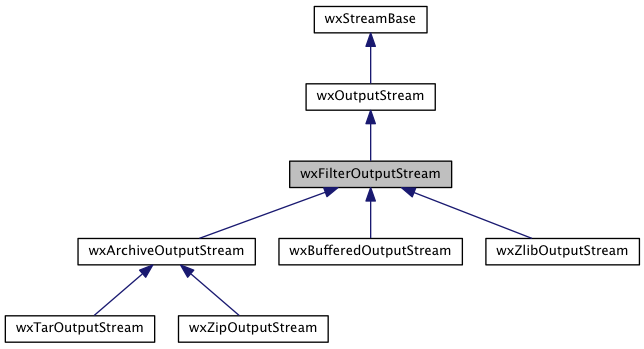 wxStreamBase
wxOutputStream
wxFilterOutputStream
wxArchiveOutputStream
wxBufferedOutputStream
wxZlibOutputStream
wxTarOutputStream
wxZipOutputStream